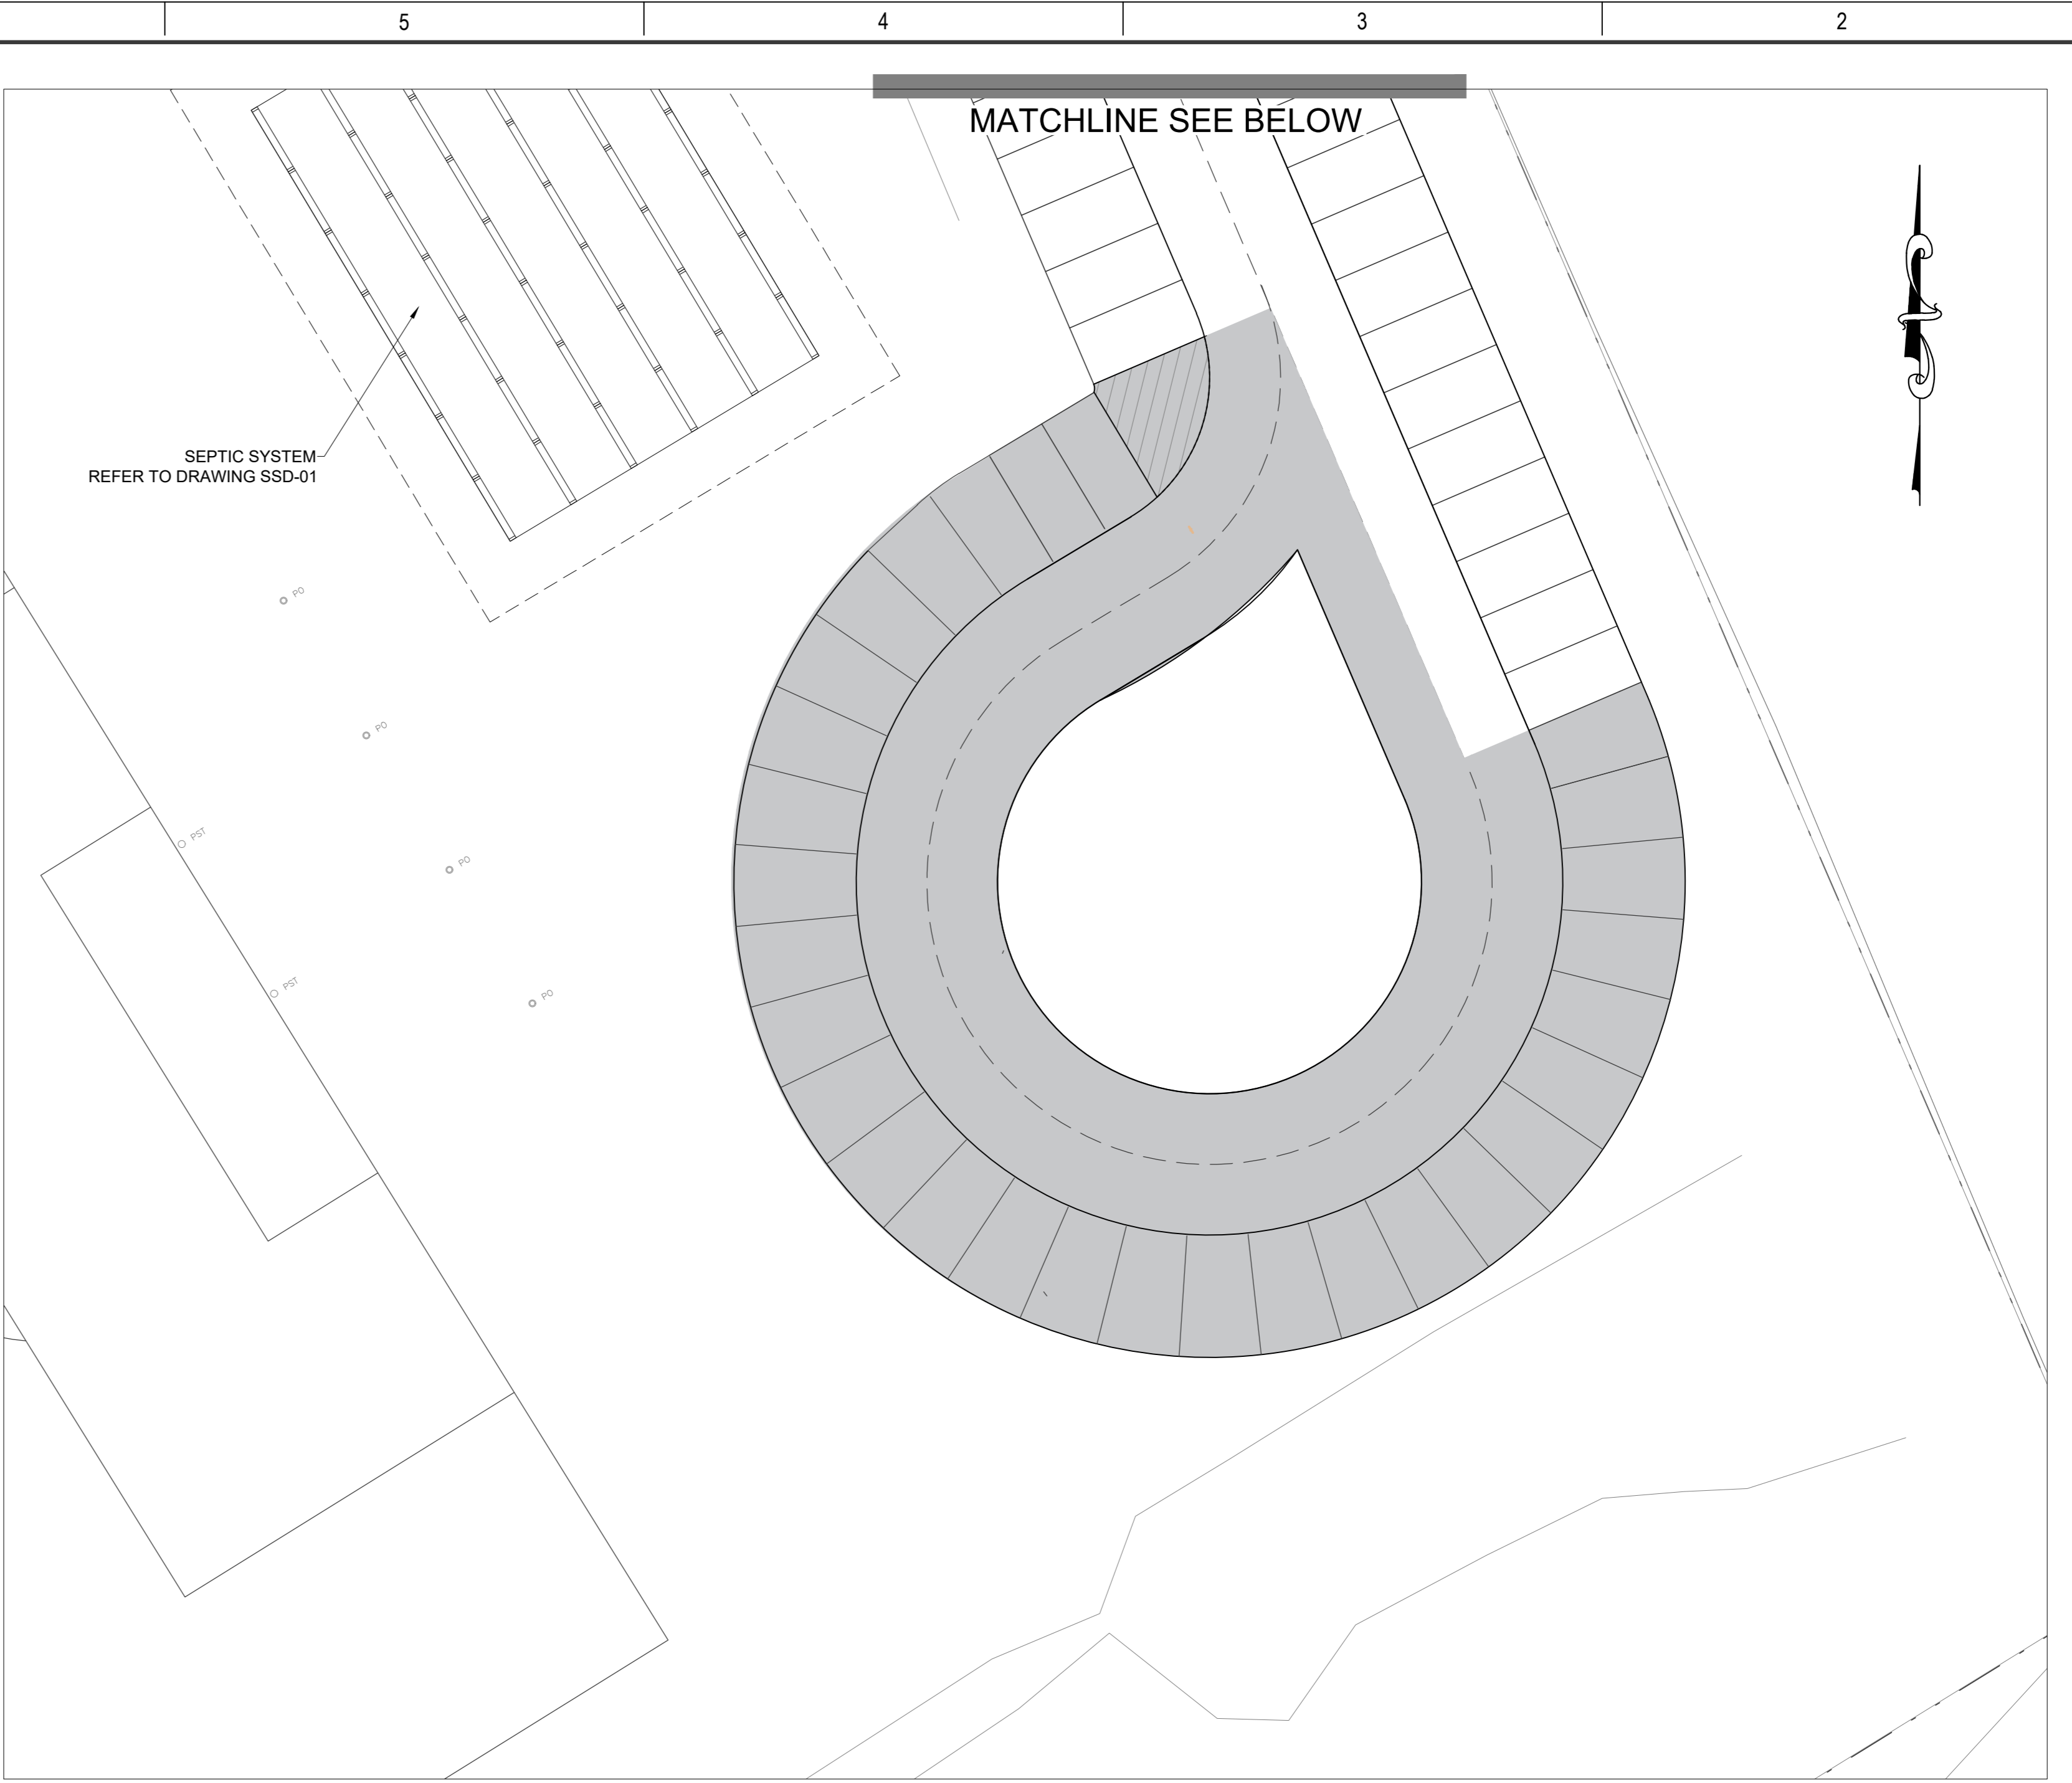 5 4 3 2
MATCHLINE SEE BELOW
SEPTIC SYSTEM
REFER TO DRAWING SSD-01
PO
PO
PST
PO
PST
PO